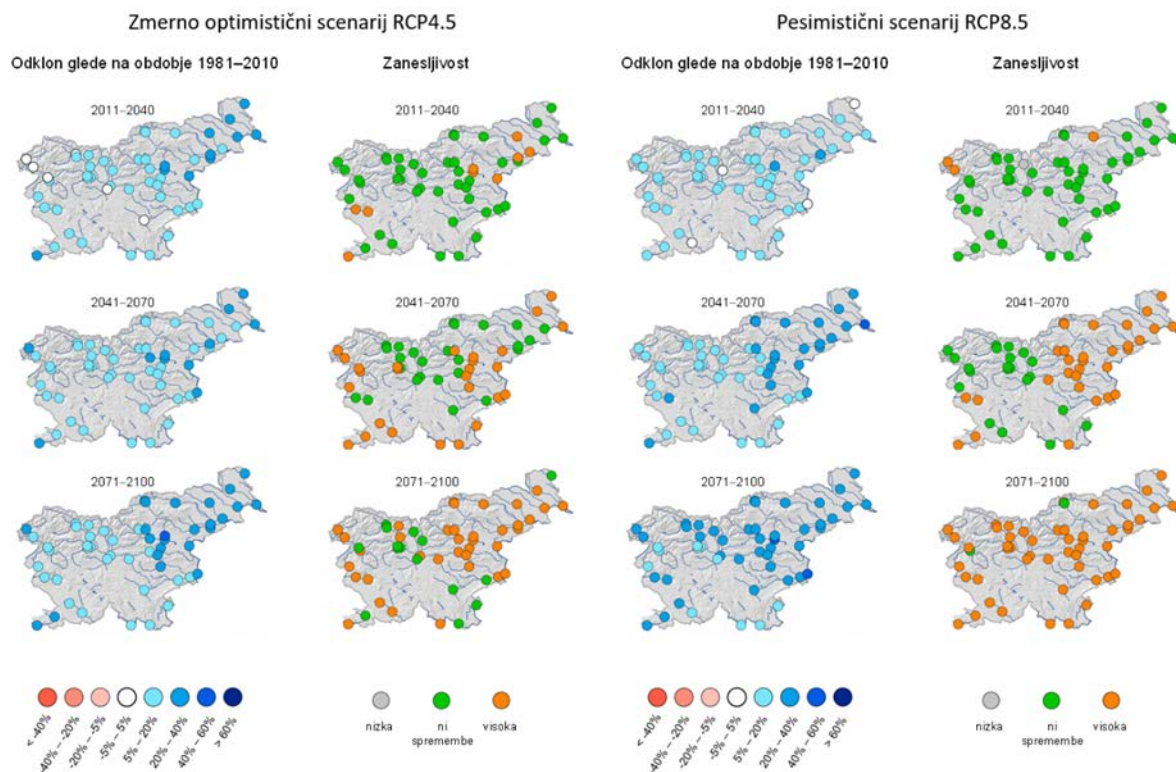 Zmerno optimistični scenarij RCP4.5
Pesimistični scenarij RCP8.5
Odklon glede na obdobje 1981–2010
Zanesljivost
Odklon glede na obdobje 1981–2010
Zanesljivost
2011–2040
2011–2040
2011–2040
2011–2040
2041–2070
2041–2070
2041–2070
2041–2070
2071–2100
2071–2100
2071–2100
2071–2100
< -40%
-40% – -20%
-20% – -5%
-5% – 5%
5% – 20%
20% – 40%
40% – 60%
> 60%
nizka
ni spremembe
visoka
< -40%
-40% – -20%
-20% – -5%
-5% – 5%
5% – 20%
20% – 40%
40% – 60%
> 60%
nizka
ni
spremembe
visoka